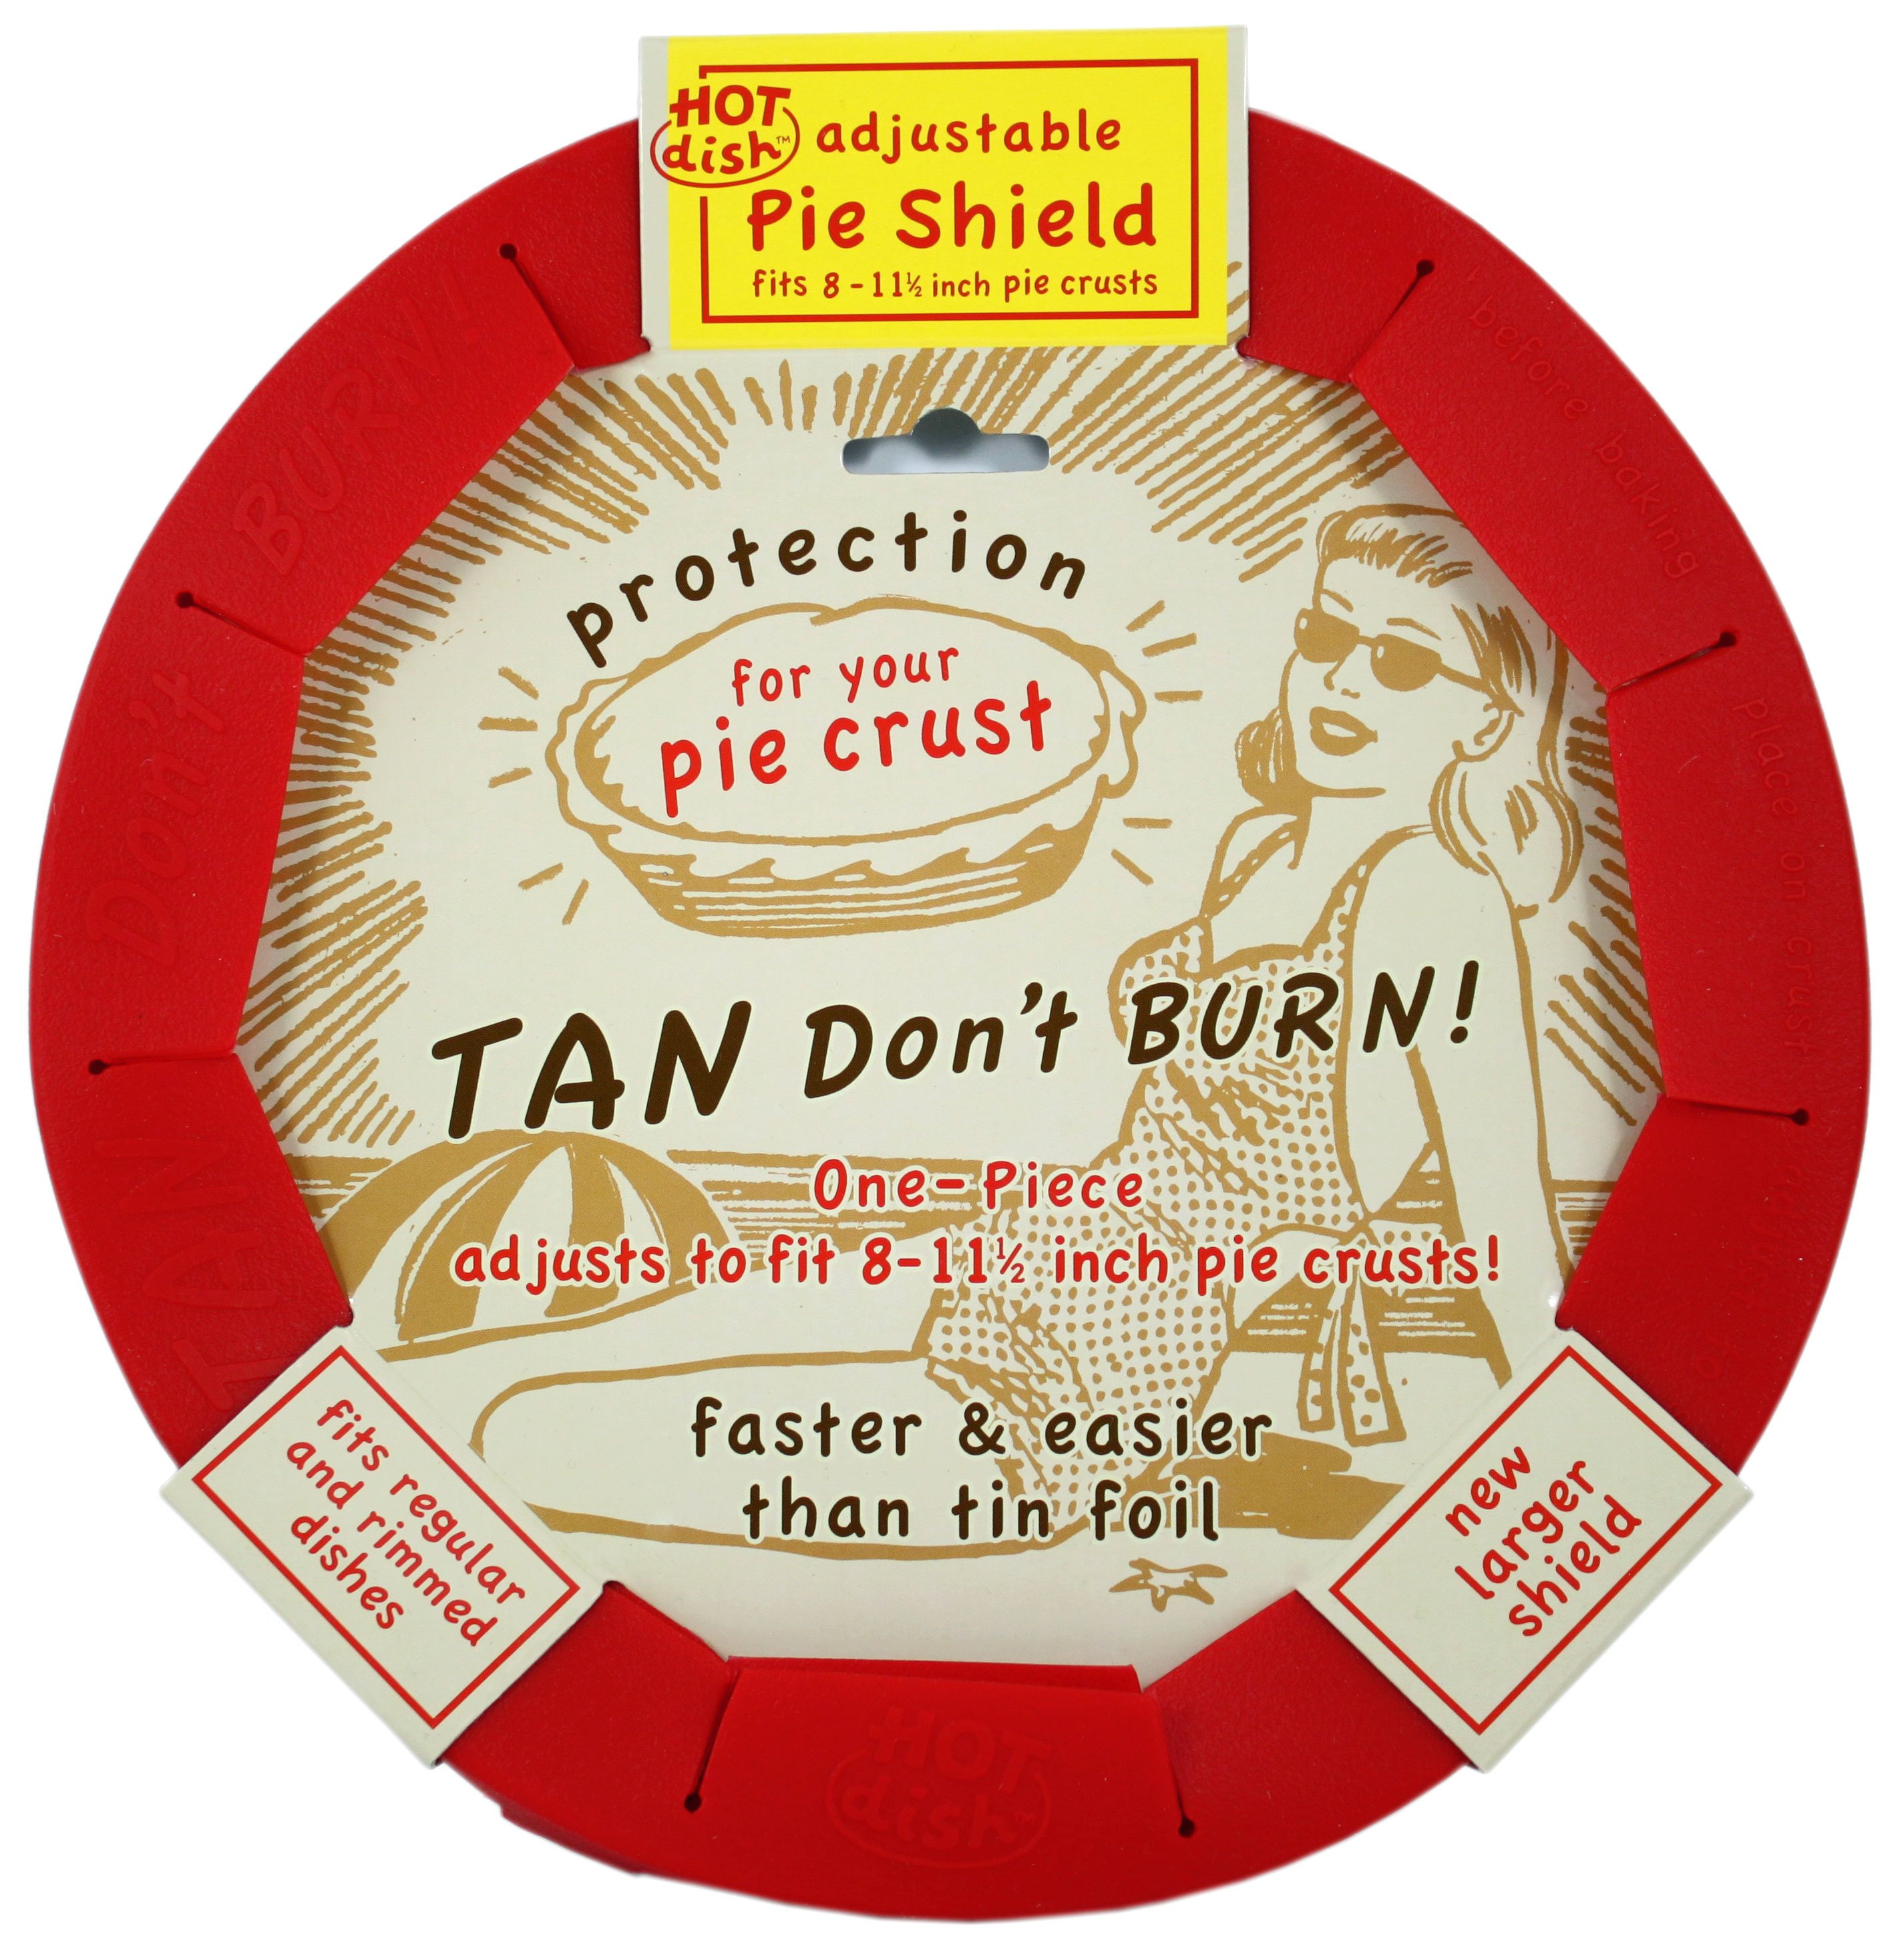 HOT
dish™
adjustable
Pie Shield
fits 8-11½ inch pie crusts
protection
for your
pie crust
TAN Don't BURN!
One-Piece
adjusts to fit 8-11½ inch pie crusts!
faster & easier
than tin foil
fits regular
and rimmed
dishes
new
larger
shield
TAN Don't BURN!
before baking
place on crust
HOT
dish™